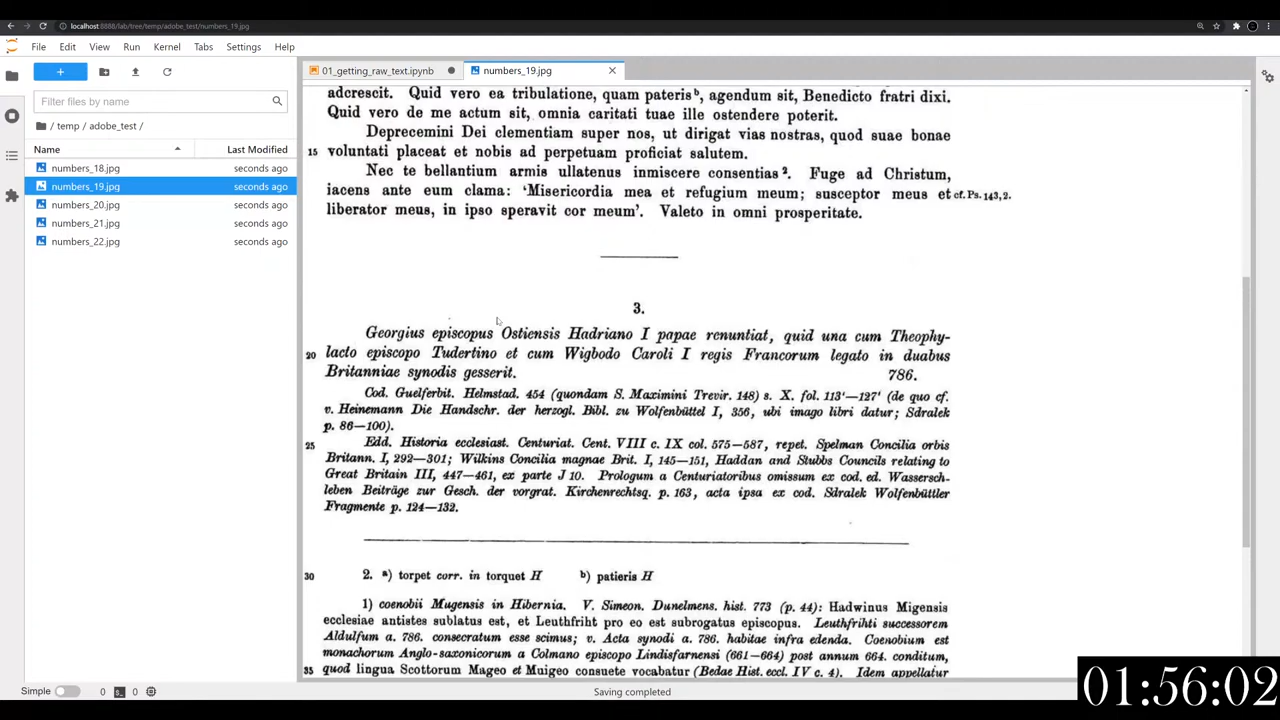 localhost:8888/lab/tree/temp/adobe_test/numbers_19.jpg
File Edit View Run Kernel Tabs Settings Help
+
Filter files by name
/ temp / adobe_test /
Name Last Modified
numbers_18.jpg seconds ago
numbers_19.jpg seconds ago
numbers_20.jpg seconds ago
numbers_21.jpg seconds ago
numbers_22.jpg seconds ago
01_getting_raw_text.ipynb
numbers_19.jpg
adcrescit. Quid vero ea tribulatione, quam pateris b, agendum sit, Benedicto fratri dixi.
Quid vero de me actum sit, omnia caritati tuae ille ostendere poterit.
Deprecemini Dei clementiam super nos, ut dirigat vias nostras, quod suae bonae
15 voluntati placeat et nobis ad perpetuam proficiat salutem.
Nec te bellantium armis ullatenus inmiscere consentias 2. Fuge ad Christum,
iacens ante eum clama: 'Misericordia mea et refugium meum; susceptor meus et cf. Ps. 143, 2.
liberator meus, in ipso speravit cor meum'. Valeto in omni prosperitate.
3.
Georgius episcopus Ostiensis Hadriano I papae renuntiat, quid una cum Theophy-
20 lacto episcopo Tudertino et cum Wigbodo Caroli I regis Francorum legato in duabus
Britanniae synodis gesserit. 786.
Cod. Guelferbit. Helmstad. 454 (quondam S. Maximini Trevir. 148) s. X. fol. 113'—127' (de quo cf.
v. Heinemann Die Handschr. der herzogl. Bibl. zu Wolfenbüttel I, 356, ubi imago libri datur; Sdralek
p. 86—100).
25 Edd. Historia ecclesiast. Centuriat. Cent. VIII c. IX col. 575—587, repet. Spelman Concilia orbis
Britann. I, 292—301; Wilkins Concilia magnae Brit. I, 145—151, Haddan and Stubbs Councils relating to
Great Britain III, 447—461, ex parte J 10. Prologum a Centuriatoribus omissum ex cod. ed. Wassersch-
leben Beiträge zur Gesch. der vorgrat. Kirchenrechtsq. p. 163, acta ipsa ex cod. Sdralek Wolfenbüttler
Fragmente p. 124—132.
30 2. a) torpet corr. in torquet H b) patieris H
1) coenobii Mugensis in Hibernia. V. Simeon. Dunelmens. hist. 773 (p. 44): Hadwinus Migensis
ecclesiae antistes sublatus est, et Leuthfriht pro eo est subrogatus episcopus. Leuthfrihti successorem
Aldulfum a. 786. consecratum esse scimus; v. Acta synodi a. 786. habitae infra edenda. Coenobium est
monachorum Anglo-saxonicorum a Colmano episcopo Lindisfarnensi (661—664) post annum 664. conditum,
35 quod lingua Scottorum Mageo et Muigeo consuete vocabatur (Bedae Hist. eccl. IV c. 4). Idem appellatur
Simple 0 0 Saving completed
01:56:02